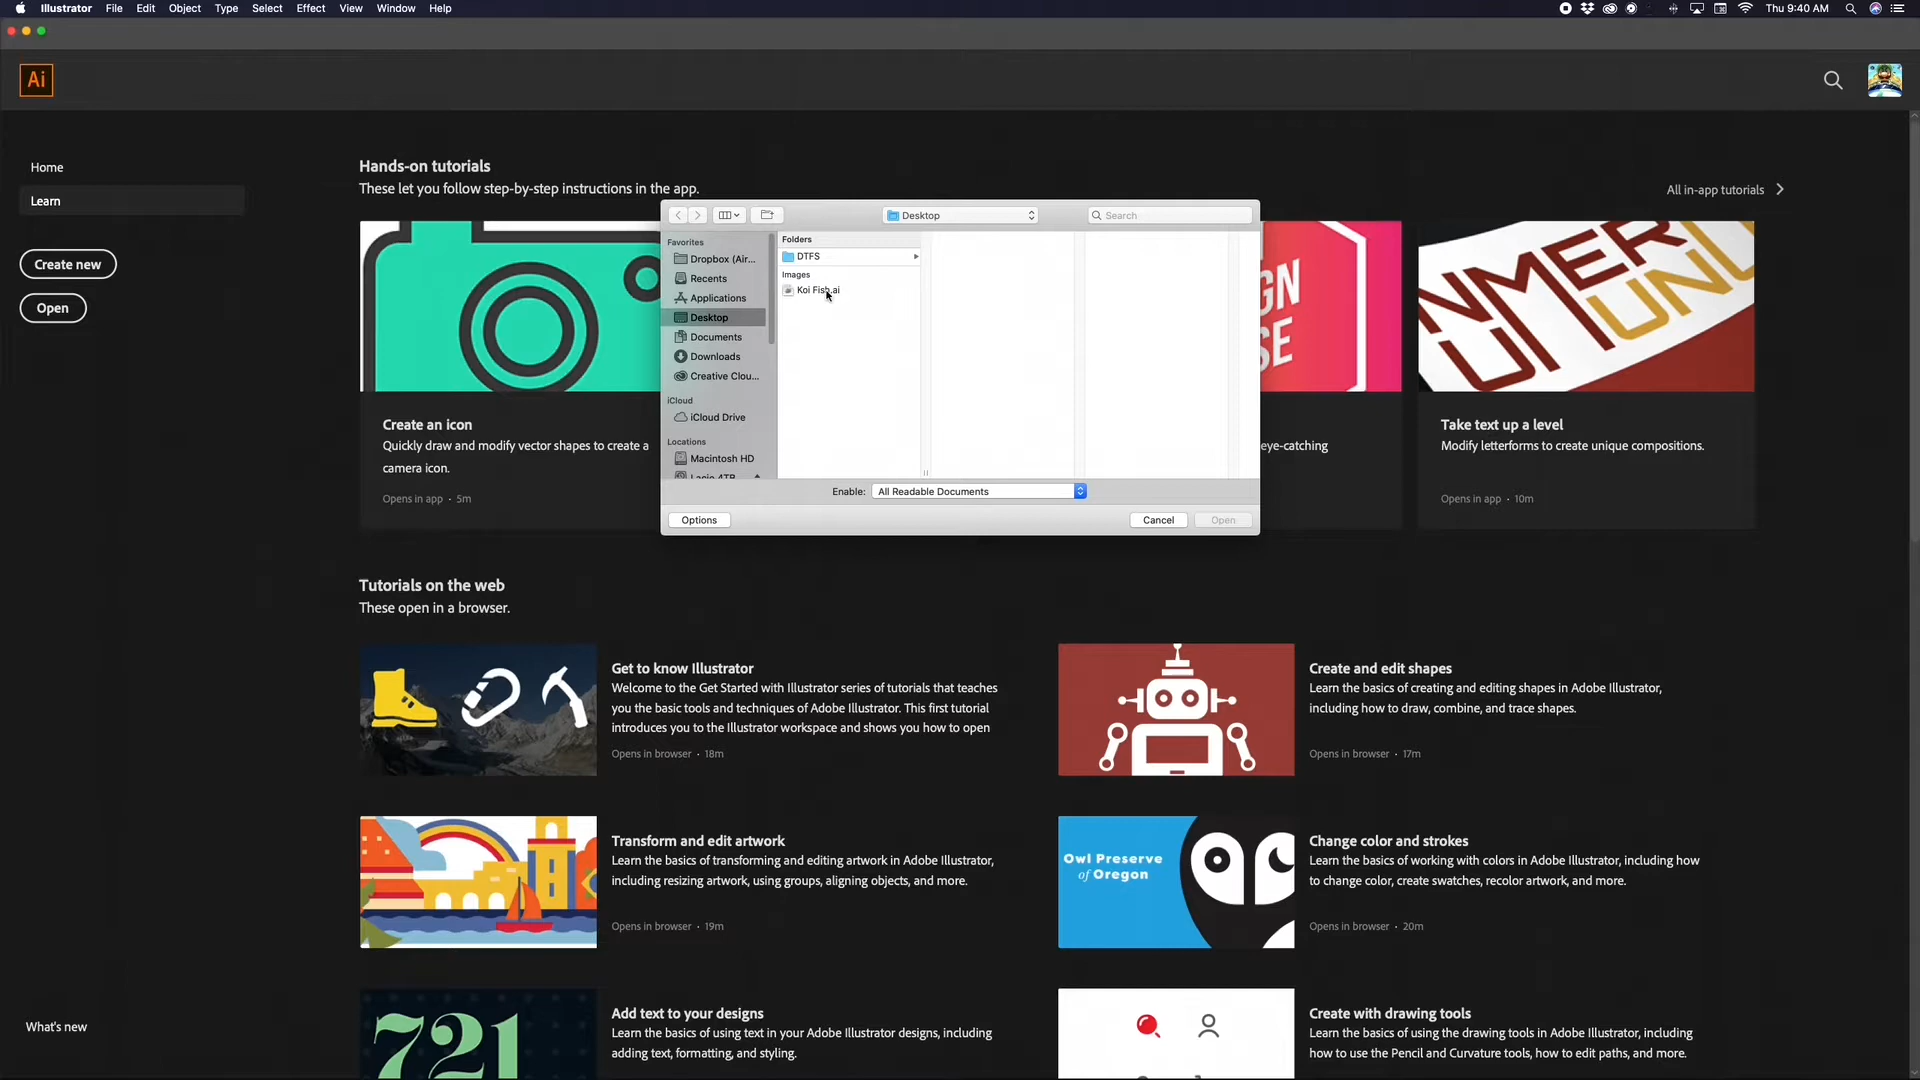 Illustrator File Edit Object Type Select Effect View Window Help
Thu 9:40 AM
Ai
Home
Learn
Create new
Open
What's new
Hands-on tutorials
These let you follow step-by-step instructions in the app.
All in-app tutorials
Create an icon
Quickly draw and modify vector shapes to create a
camera icon.
Opens in app · 5m
GN
SE
eye-catching
Take text up a level
Modify letterforms to create unique compositions.
Opens in app · 10m
Desktop
Search
Favorites
Dropbox (Air...
Recents
Applications
Desktop
Documents
Downloads
Creative Clou...
iCloud
iCloud Drive
Locations
Macintosh HD
Lacie 4TB
Folders
DTFS
Images
Koi Fish.ai
Enable: All Readable Documents
Options
Cancel
Open
Tutorials on the web
These open in a browser.
Get to know Illustrator
Welcome to the Get Started with Illustrator series of tutorials that teaches
you the basic tools and techniques of Adobe Illustrator. This first tutorial
introduces you to the Illustrator workspace and shows you how to open
Opens in browser · 18m
Create and edit shapes
Learn the basics of creating and editing shapes in Adobe Illustrator,
including how to draw, combine, and trace shapes.
Opens in browser · 17m
Transform and edit artwork
Learn the basics of transforming and editing artwork in Adobe Illustrator,
including resizing artwork, using groups, aligning objects, and more.
Opens in browser · 19m
Owl Preserve
of Oregon
Change color and strokes
Learn the basics of working with colors in Adobe Illustrator, including how
to change color, create swatches, recolor artwork, and more.
Opens in browser · 20m
721
Add text to your designs
Learn the basics of using text in your Adobe Illustrator designs, including
adding text, formatting, and styling.
Create with drawing tools
Learn the basics of using the drawing tools in Adobe Illustrator, including
how to use the Pencil and Curvature tools, how to edit paths, and more.